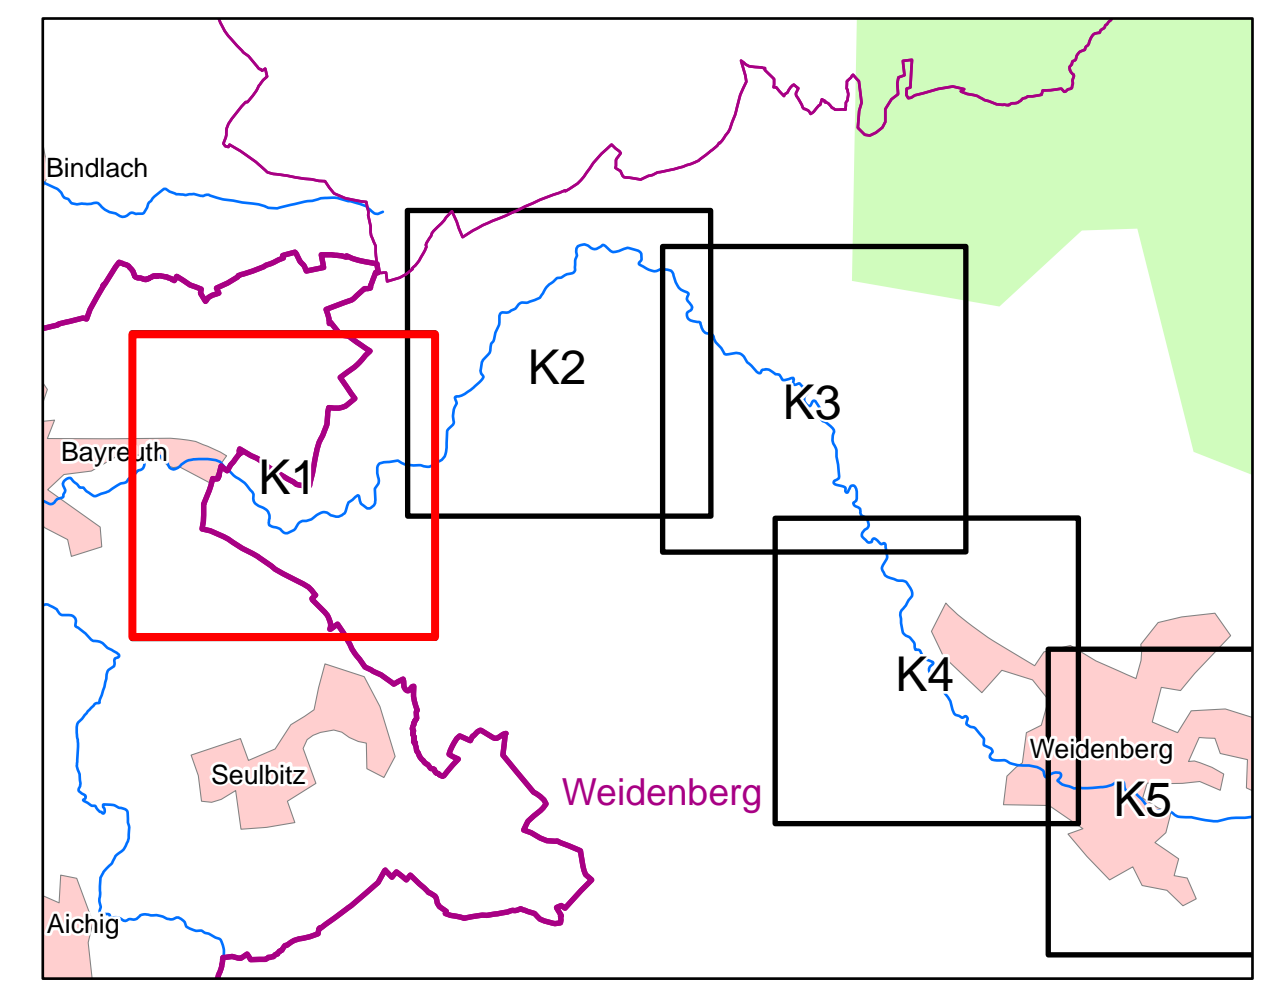 Bindlach
K2
K3
Bayreuth
K1
K4
Weidenberg
Seulbitz
Weidenberg
K5
Aichig